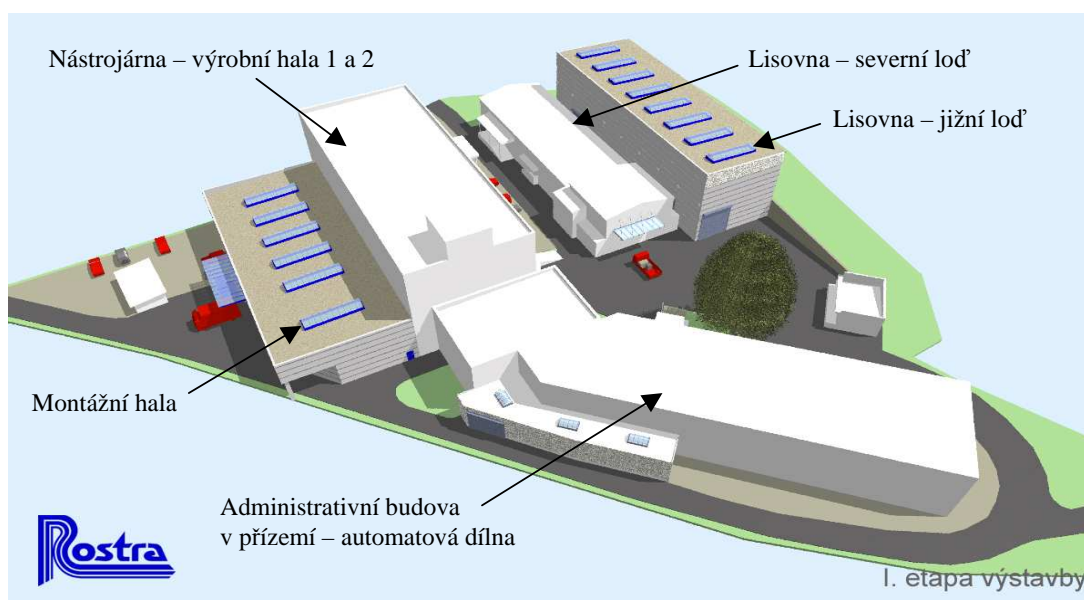 Nástrojárna – výrobní hala 1 a 2
Lisovna – severní loď
Lisovna – jižní loď
Montážní hala
Administrativní budova
v přízemí – automatová dílna
Rostra
I. etapa výstavby